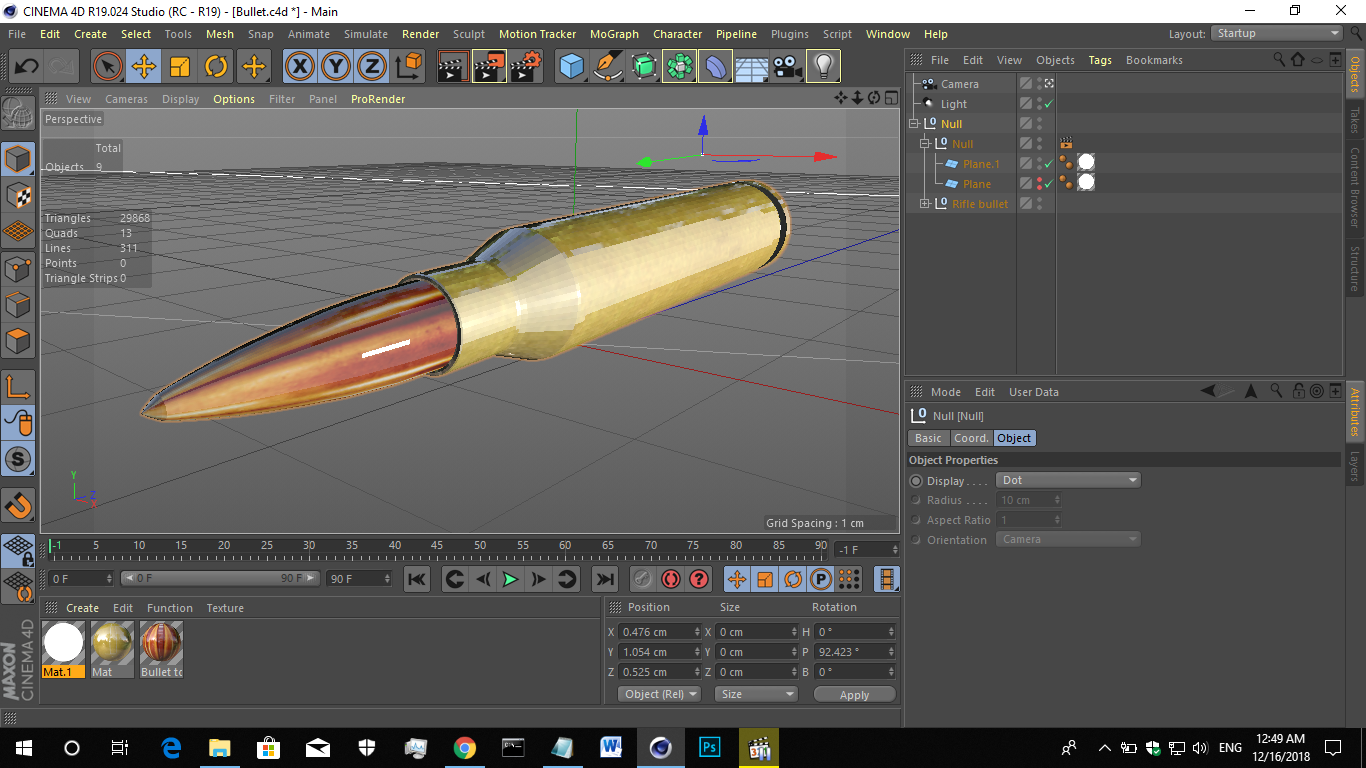 CINEMA 4D R19.024 Studio (RC - R19) - [Bullet.c4d *] - Main
File Edit Create Select Tools Mesh Snap Animate Simulate Render Sculpt Motion Tracker MoGraph Character Pipeline Plugins Script Window Help Layout: Startup
X Y Z
File Edit View Objects Tags Bookmarks
Objects
Takes
Content Browser
Structure
View Cameras Display Options Filter Panel ProRender
Perspective
Total
Objects 9
Triangles 29868
Quads 13
Lines 311
Points 0
Triangle Strips 0
Y
Z
X
Grid Spacing : 1 cm
Camera
Light
Null
Null
Plane.1
Plane
Rifle bullet
Mode Edit User Data
Attributes
Layers
Null [Null]
Basic Coord. Object
Object Properties
Display . . . . Dot
Radius . . . . 10 cm
Aspect Ratio 1
Orientation Camera
S
-1 5 10 15 20 25 30 35 40 45 50 55 60 65 70 75 80 85 90 -1 F
0 F 0 F 90 F 90 F
P
Create Edit Function Texture
Mat.1 Mat Bullet to
Position Size Rotation
X 0.476 cm X 0 cm H 0 °
Y 1.054 cm Y 0 cm P 92.423 °
Z 0.525 cm Z 0 cm B 0 °
Object (Rel) Size Apply
MAXON
CINEMA4D
ENG
12:49 AM
12/16/2018